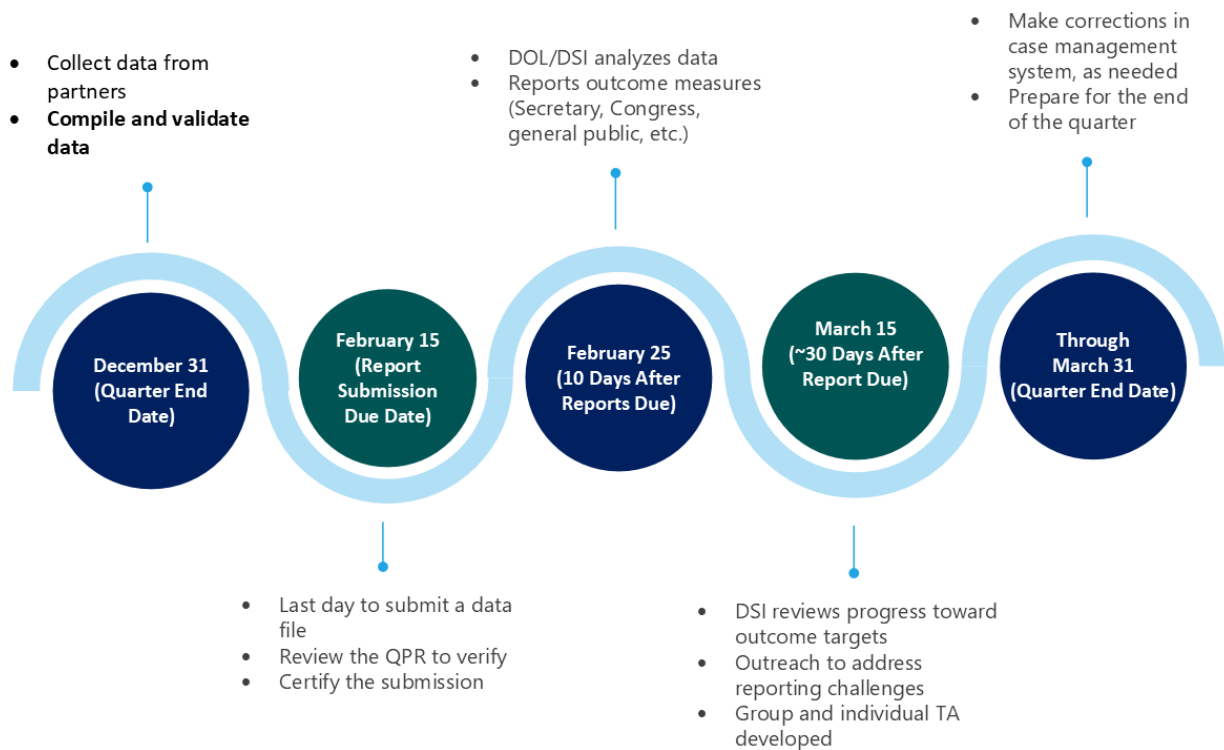 • Collect data from
partners
• Compile and validate
data
December 31
(Quarter End
Date)
February 15
(Report
Submission
Due Date)
• Last day to submit a data
file
• Review the QPR to verify
• Certify the submission
• DOL/DSI analyzes data
• Reports outcome measures
(Secretary, Congress,
general public, etc.)
February 25
(10 Days After
Reports Due)
March 15
(~30 Days After
Report Due)
• DSI reviews progress toward
outcome targets
• Outreach to address
reporting challenges
• Group and individual TA
developed
• Make corrections in
case management
system, as needed
• Prepare for the end
of the quarter
Through
March 31
(Quarter End Date)